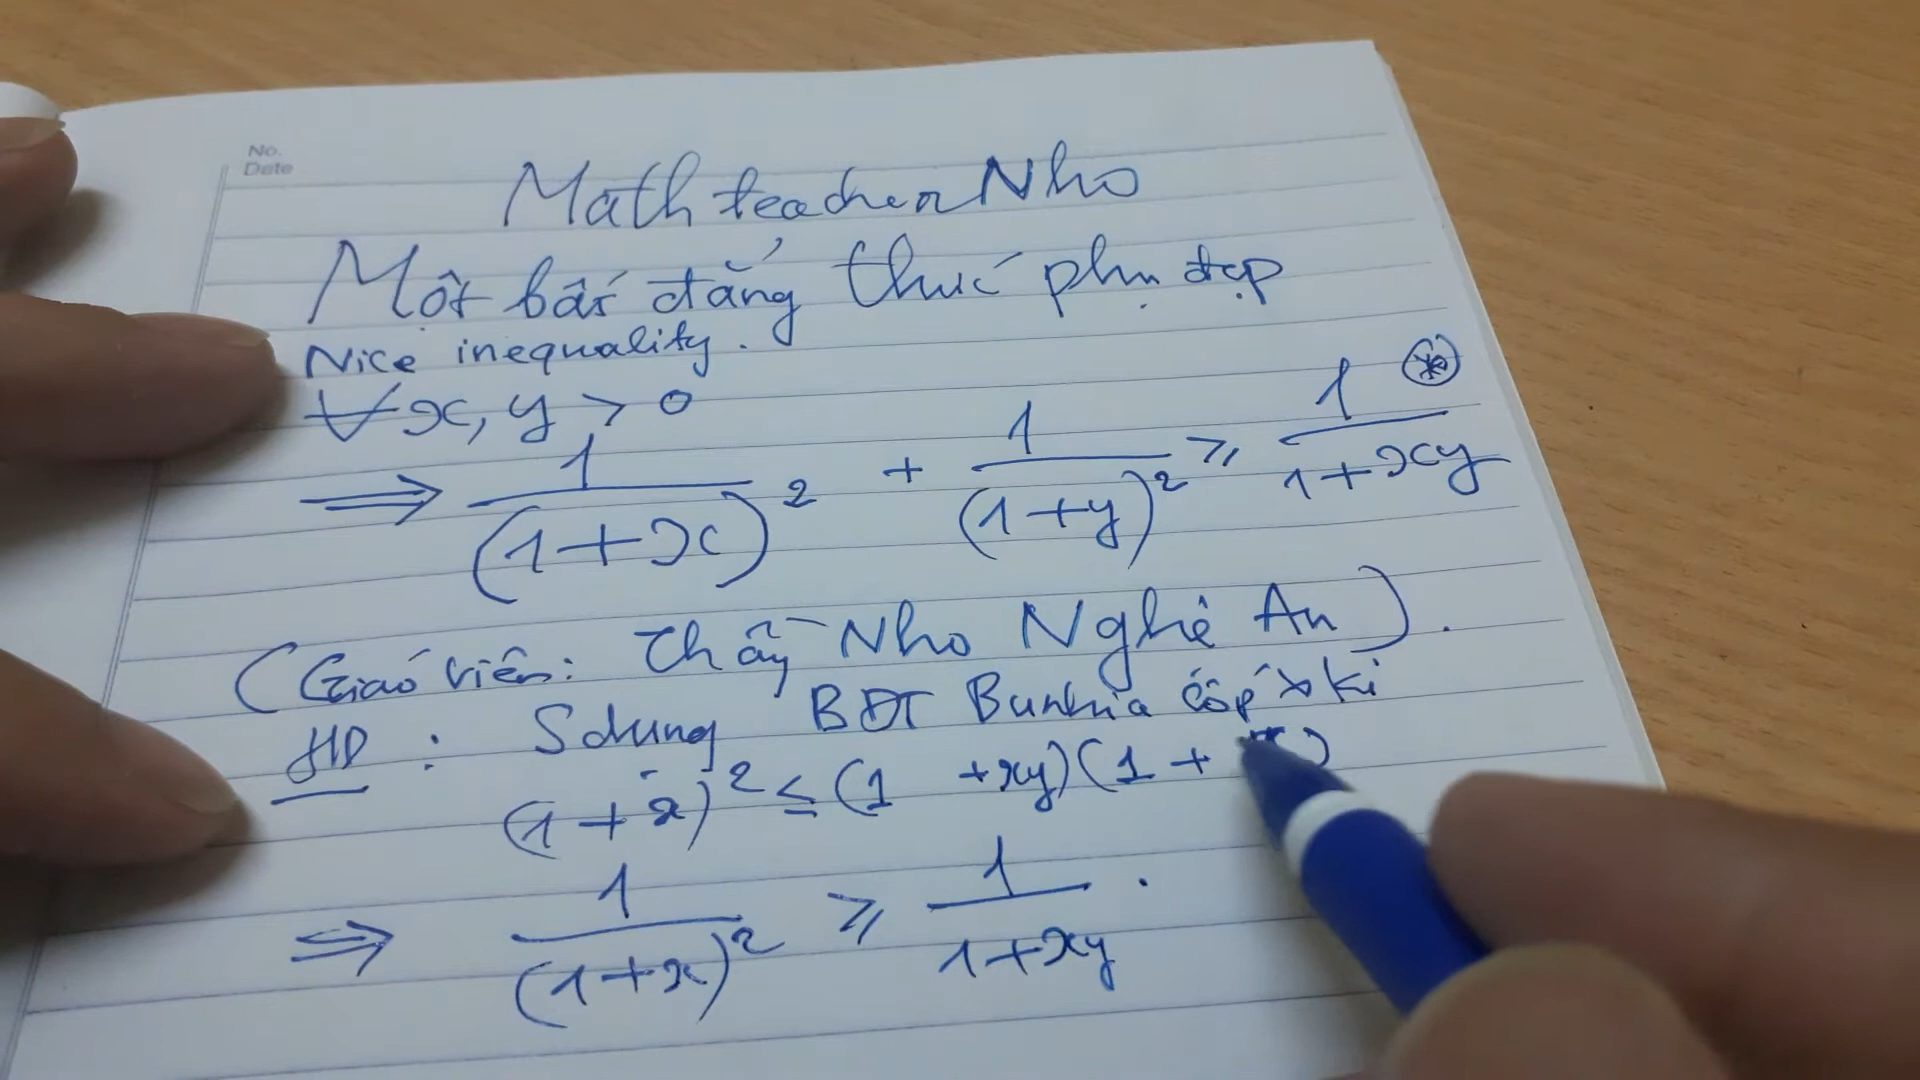 No.
Date
Math teacher Nho
Một bất đẳng thức phụ đẹp
Nice inequality.
∀x, y > 0
⟹ 1/(1+x)² + 1/(1+y)² ⩾ 1/(1+xy) (*)
(Giáo viên: Thầy Nho Nghệ An).
HD : Sdụng BĐT Bunhia Cốp xki
(1+x)² ≤ (1 +xy)(1 + )
⇒ 1/(1+x)² ⩾ 1/(1+xy) .